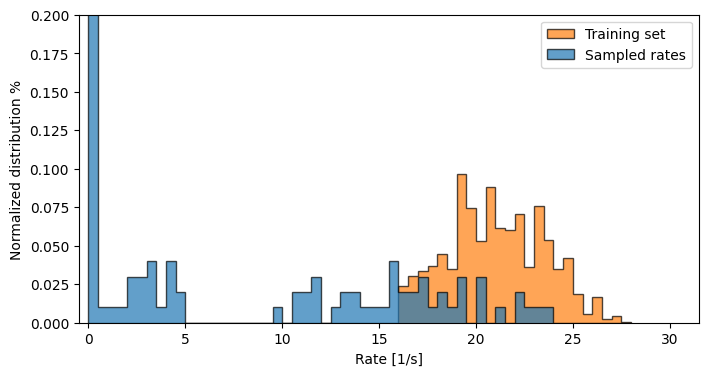 Normalized distribution %
0.200
0.175
0.150
0.125
0.100
0.075
0.050
0.025
0.000
Training set
Sampled rates
0 5 10 15 20 25 30
Rate [1/s]